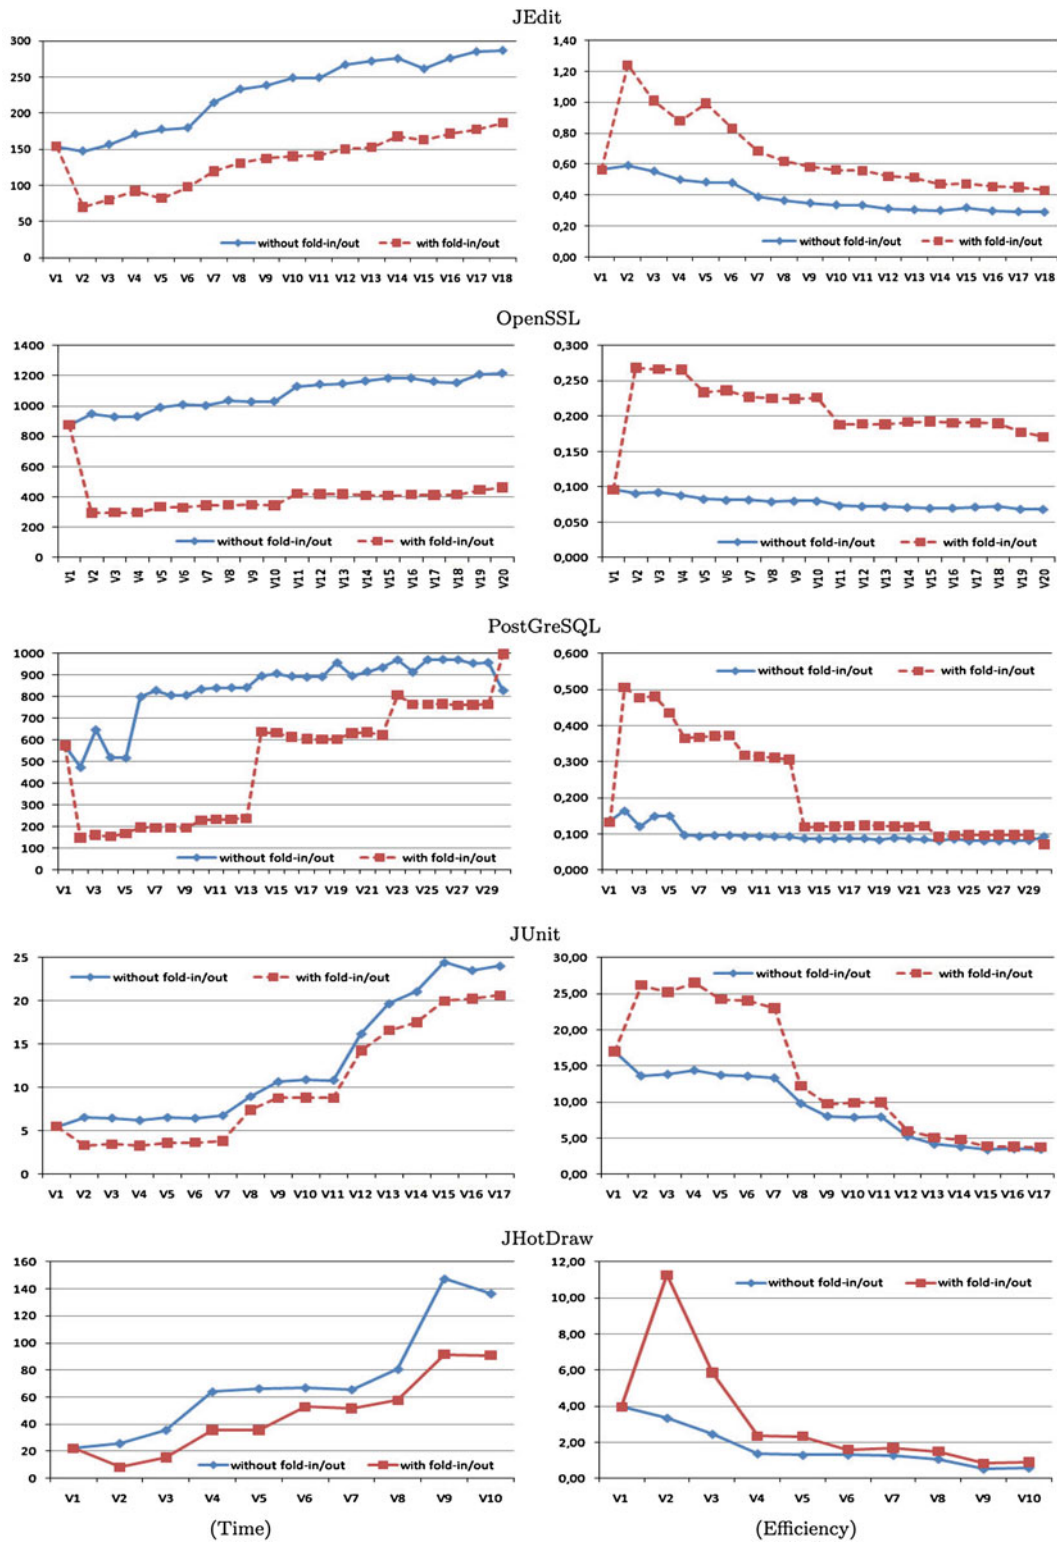 JEdit
300
250
200
150
100
50
0
without fold-in/out with fold-in/out
V1 V2 V3 V4 V5 V6 V7 V8 V9 V10 V11 V12 V13 V14 V15 V16 V17 V18
1,40
1,20
1,00
0,80
0,60
0,40
0,20
0,00
without fold-in/out with fold-in/out
V1 V2 V3 V4 V5 V6 V7 V8 V9 V10 V11 V12 V13 V14 V15 V16 V17 V18
OpenSSL
1400
1200
1000
800
600
400
200
0
without fold-in/out with fold-in/out
V1 V2 V3 V4 V5 V6 V7 V8 V9 V10 V11 V12 V13 V14 V15 V16 V17 V18 V19 V20
0,300
0,250
0,200
0,150
0,100
0,050
0,000
without fold-in/out with fold-in/out
V1 V2 V3 V4 V5 V6 V7 V8 V9 V10 V11 V12 V13 V14 V15 V16 V17 V18 V19 V20
PostGreSQL
1000
900
800
700
600
500
400
300
200
100
0
without fold-in/out with fold-in/out
V1 V3 V5 V7 V9 V11 V13 V15 V17 V19 V21 V23 V25 V27 V29
0,600
0,500
0,400
0,300
0,200
0,100
0,000
without fold-in/out with fold-in/out
V1 V3 V5 V7 V9 V11 V13 V15 V17 V19 V21 V23 V25 V27 V29
JUnit
25
20
15
10
5
0
without fold-in/out with fold-in/out
V1 V2 V3 V4 V5 V6 V7 V8 V9 V10 V11 V12 V13 V14 V15 V16 V17
30,00
25,00
20,00
15,00
10,00
5,00
0,00
without fold-in/out with fold-in/out
V1 V2 V3 V4 V5 V6 V7 V8 V9 V10 V11 V12 V13 V14 V15 V16 V17
JHotDraw
160
140
120
100
80
60
40
20
0
without fold-in/out with fold-in/out
V1 V2 V3 V4 V5 V6 V7 V8 V9 V10
12,00
10,00
8,00
6,00
4,00
2,00
0,00
without fold-in/out with fold-in/out
V1 V2 V3 V4 V5 V6 V7 V8 V9 V10
(Time)
(Efficiency)